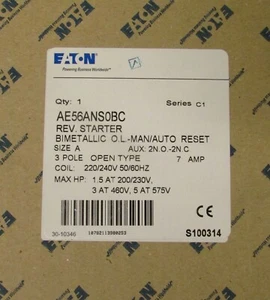 EATON
Powering Business Worldwide
Qty: 1 Series C1
AE56ANS0BC
REV. STARTER
BIMETALLIC O.L.-MAN/AUTO RESET
SIZE A AUX: 2N.O.-2N.C
3 POLE OPEN TYPE 7 AMP
COIL: 220/240V 50/60HZ
MAX HP: 1.5 AT 200/230V,
3 AT 460V, 5 AT 575V
30-10346
S100314